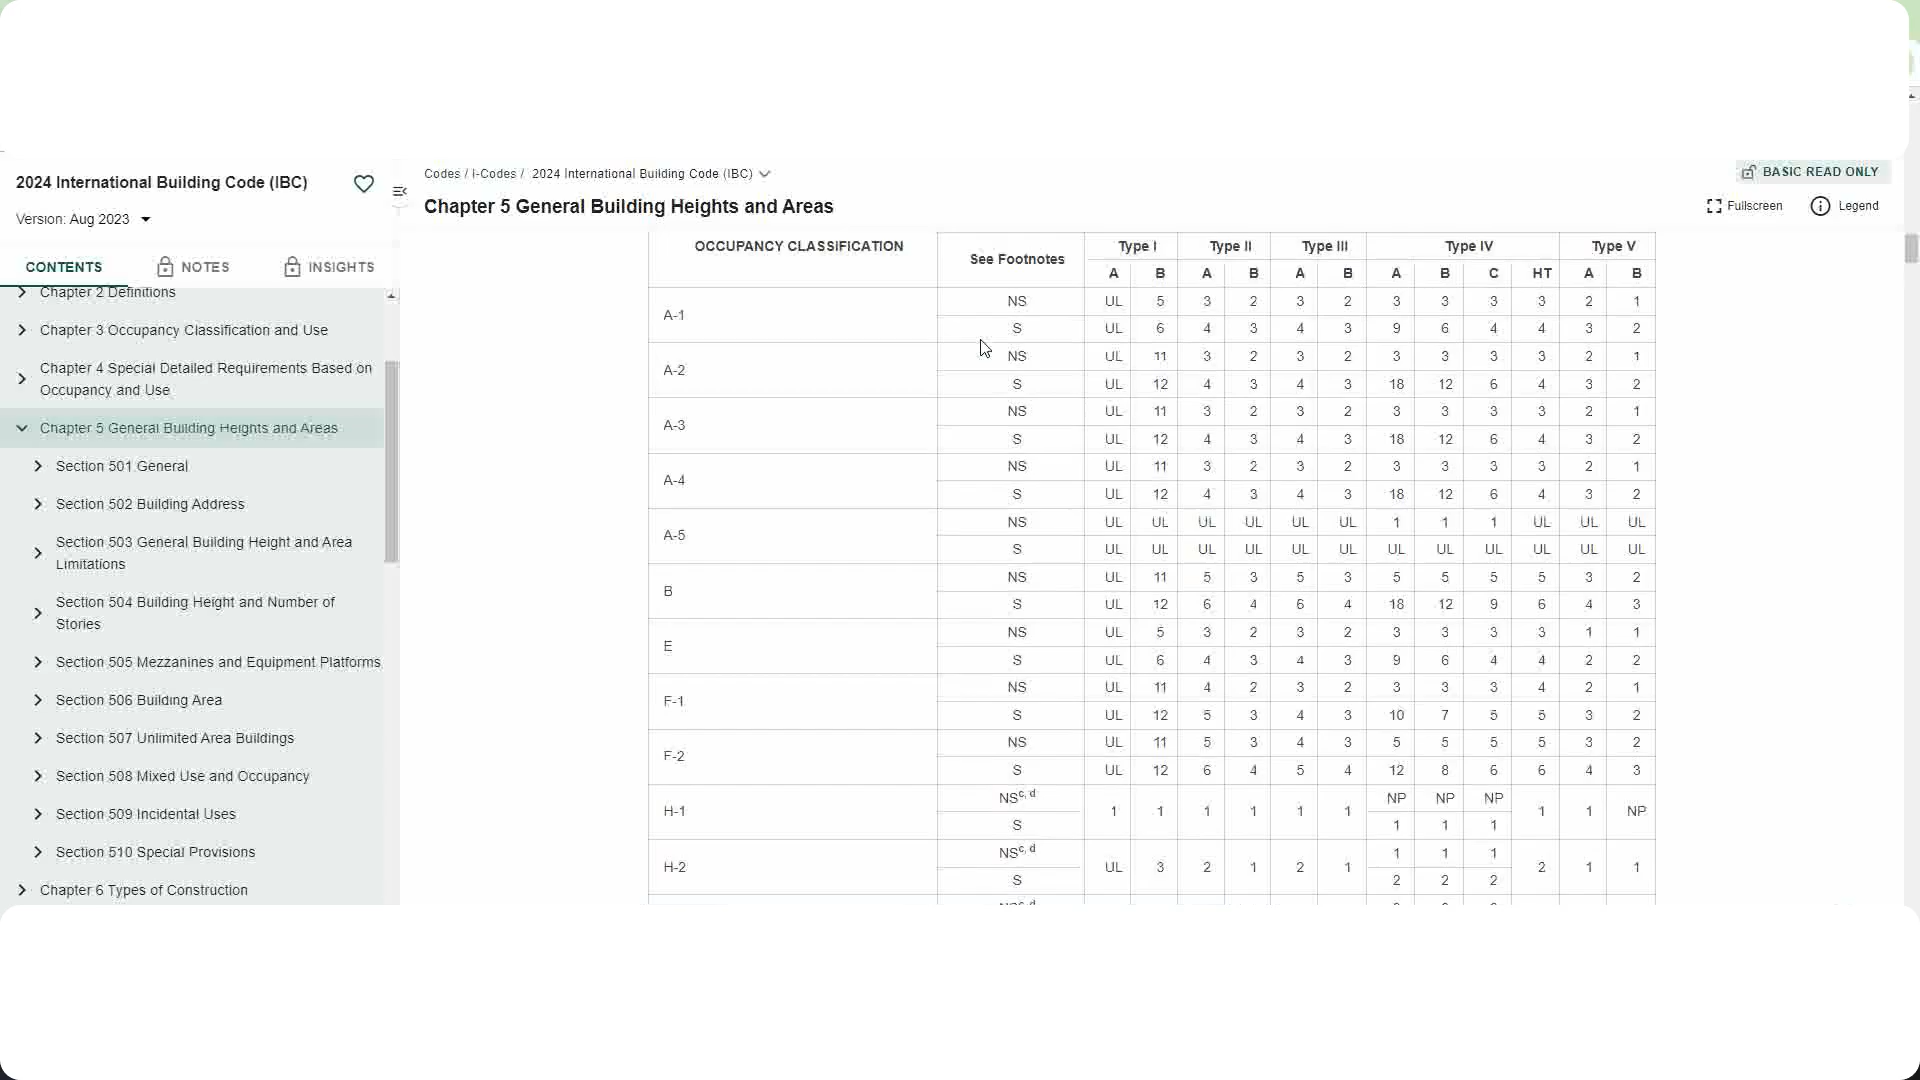 2024 International Building Code (IBC)
Version: Aug 2023
CONTENTS NOTES INSIGHTS
Chapter 2 Definitions
Chapter 3 Occupancy Classification and Use
Chapter 4 Special Detailed Requirements Based on
Occupancy and Use
Chapter 5 General Building Heights and Areas
Section 501 General
Section 502 Building Address
Section 503 General Building Height and Area
Limitations
Section 504 Building Height and Number of
Stories
Section 505 Mezzanines and Equipment Platforms
Section 506 Building Area
Section 507 Unlimited Area Buildings
Section 508 Mixed Use and Occupancy
Section 509 Incidental Uses
Section 510 Special Provisions
Chapter 6 Types of Construction
Codes / I-Codes / 2024 International Building Code (IBC)
BASIC READ ONLY
Chapter 5 General Building Heights and Areas
Fullscreen Legend
OCCUPANCY CLASSIFICATION See Footnotes Type I Type II Type III Type IV Type V
A B A B A B A B C HT A B
A-1
NS UL 5 3 2 3 2 3 3 3 3 2 1
S UL 6 4 3 4 3 9 6 4 4 3 2
A-2
NS UL 11 3 2 3 2 3 3 3 3 2 1
S UL 12 4 3 4 3 18 12 6 4 3 2
A-3
NS UL 11 3 2 3 2 3 3 3 3 2 1
S UL 12 4 3 4 3 18 12 6 4 3 2
A-4
NS UL 11 3 2 3 2 3 3 3 3 2 1
S UL 12 4 3 4 3 18 12 6 4 3 2
A-5
NS UL UL UL UL UL UL 1 1 1 UL UL UL
S UL UL UL UL UL UL UL UL UL UL UL UL
B
NS UL 11 5 3 5 3 5 5 5 5 3 2
S UL 12 6 4 6 4 18 12 9 6 4 3
E
NS UL 5 3 2 3 2 3 3 3 3 1 1
S UL 6 4 3 4 3 9 6 4 4 2 2
F-1
NS UL 11 4 2 3 2 3 3 3 4 2 1
S UL 12 5 3 4 3 10 7 5 5 3 2
F-2
NS UL 11 5 3 4 3 5 5 5 5 3 2
S UL 12 6 4 5 4 12 8 6 6 4 3
H-1
NSc, d 1 1 1 1 1 1 NP NP NP 1 1 NP
S 1 1 1
H-2
NSc, d UL 3 2 1 2 1 1 1 1 2 1 1
S 2 2 2